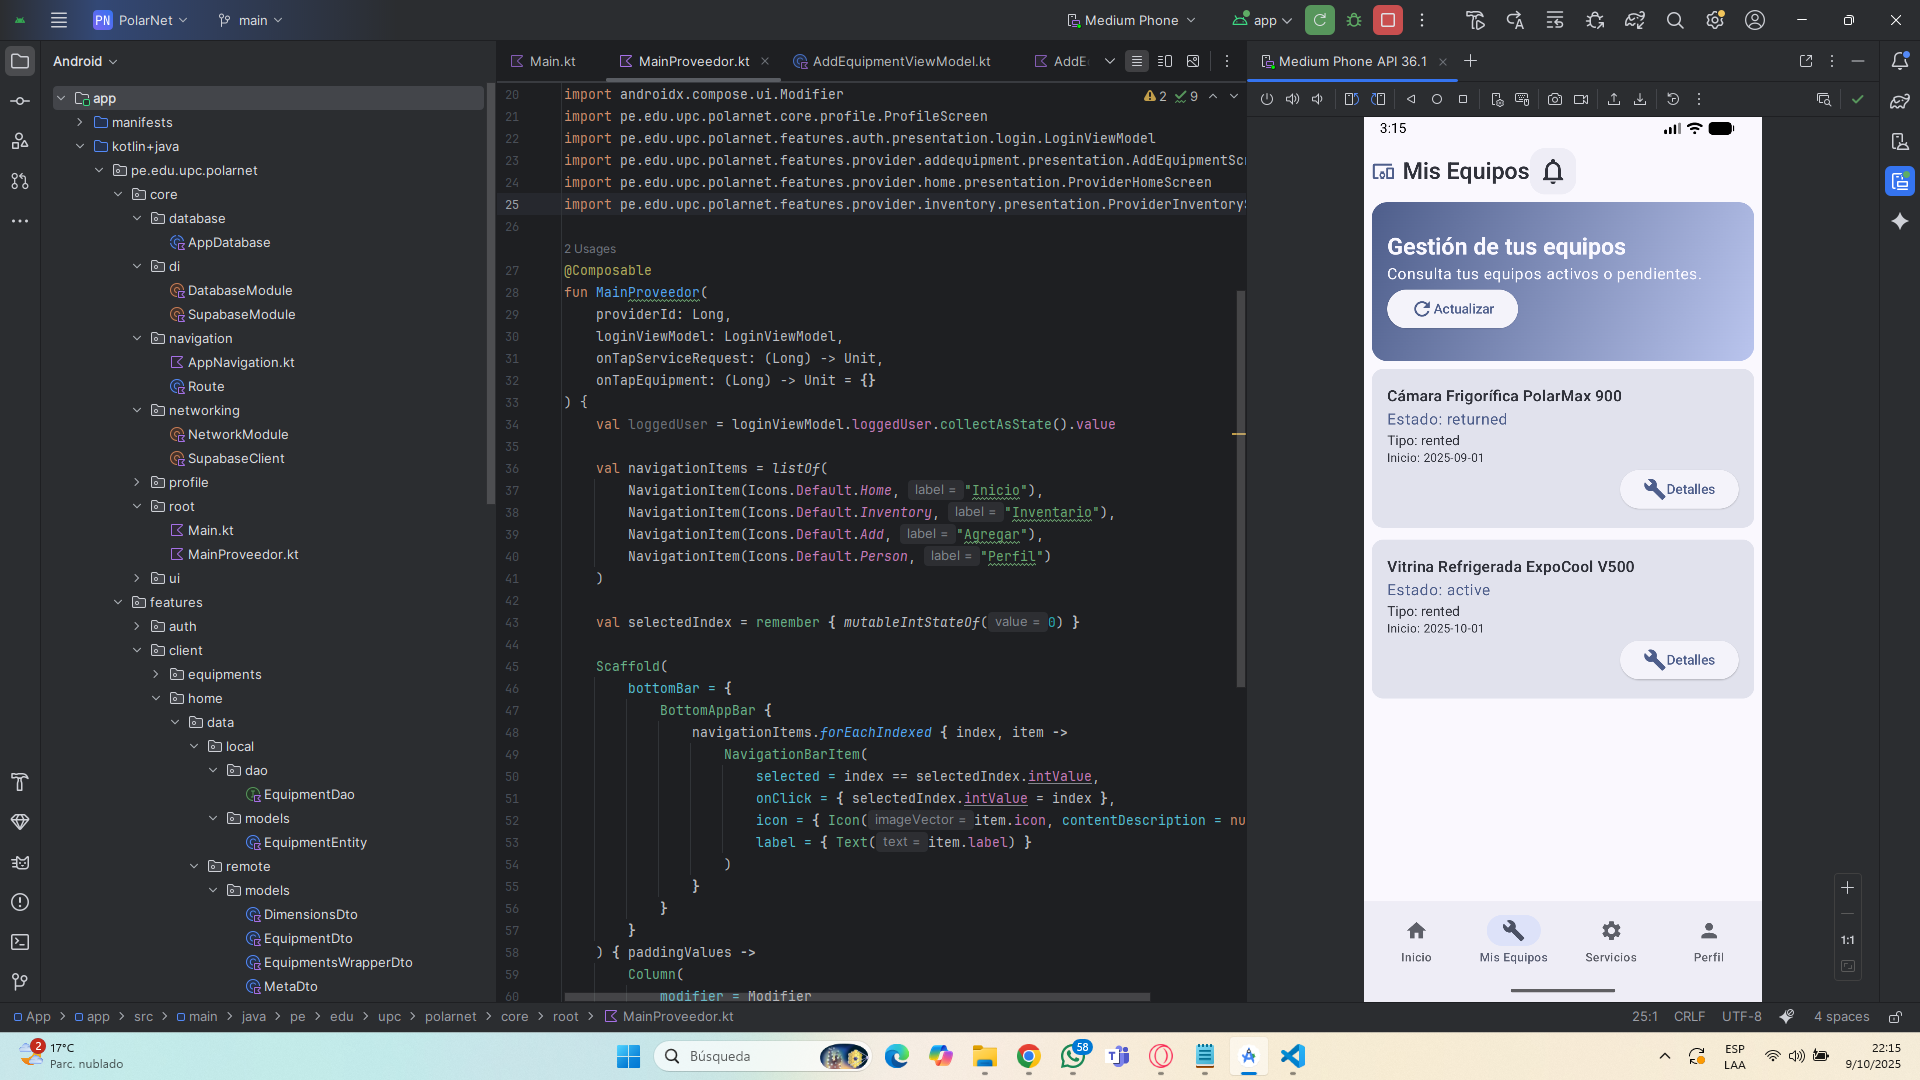 PN PolarNet main Medium Phone app
Android
app
manifests
kotlin+java
pe.edu.upc.polarnet
core
database
AppDatabase
di
DatabaseModule
SupabaseModule
navigation
AppNavigation.kt
Route
networking
NetworkModule
SupabaseClient
profile
root
Main.kt
MainProveedor.kt
ui
features
auth
client
equipments
home
data
local
dao
EquipmentDao
models
EquipmentEntity
remote
models
DimensionsDto
EquipmentDto
EquipmentsWrapperDto
MetaDto
Main.kt MainProveedor.kt AddEquipmentViewModel.kt AddE
2 9
20 import androidx.compose.ui.Modifier
21 import pe.edu.upc.polarnet.core.profile.ProfileScreen
22 import pe.edu.upc.polarnet.features.auth.presentation.login.LoginViewModel
23 import pe.edu.upc.polarnet.features.provider.addequipment.presentation.AddEquipmentScr
24 import pe.edu.upc.polarnet.features.provider.home.presentation.ProviderHomeScreen
25 import pe.edu.upc.polarnet.features.provider.inventory.presentation.ProviderInventoryS
26
2 Usages
27 @Composable
28 fun MainProveedor(
29 providerId: Long,
30 loginViewModel: LoginViewModel,
31 onTapServiceRequest: (Long) -> Unit,
32 onTapEquipment: (Long) -> Unit = {}
33 ) {
34 val loggedUser = loginViewModel.loggedUser.collectAsState().value
35
36 val navigationItems = listOf(
37 NavigationItem(Icons.Default.Home, label = "Inicio"),
38 NavigationItem(Icons.Default.Inventory, label = "Inventario"),
39 NavigationItem(Icons.Default.Add, label = "Agregar"),
40 NavigationItem(Icons.Default.Person, label = "Perfil")
41 )
42
43 val selectedIndex = remember { mutableIntStateOf( value = 0) }
44
45 Scaffold(
46 bottomBar = {
47 BottomAppBar {
48 navigationItems.forEachIndexed { index, item ->
49 NavigationBarItem(
50 selected = index == selectedIndex.intValue,
51 onClick = { selectedIndex.intValue = index },
52 icon = { Icon( imageVector = item.icon, contentDescription = nu
53 label = { Text( text = item.label) }
54 )
55 }
56 }
57 }
58 ) { paddingValues ->
59 Column(
60 modifier = Modifier
Medium Phone API 36.1
3:15
Mis Equipos
Gestión de tus equipos
Consulta tus equipos activos o pendientes.
Actualizar
Cámara Frigorífica PolarMax 900
Estado: returned
Tipo: rented
Inicio: 2025-09-01
Detalles
Vitrina Refrigerada ExpoCool V500
Estado: active
Tipo: rented
Inicio: 2025-10-01
Detalles
Inicio Mis Equipos Servicios Perfil
1:1
App app src main java pe edu upc polarnet core root MainProveedor.kt 25:1 CRLF UTF-8 4 spaces
2
17°C
Parc. nublado
Búsqueda
58
ESP
LAA
22:15
9/10/2025